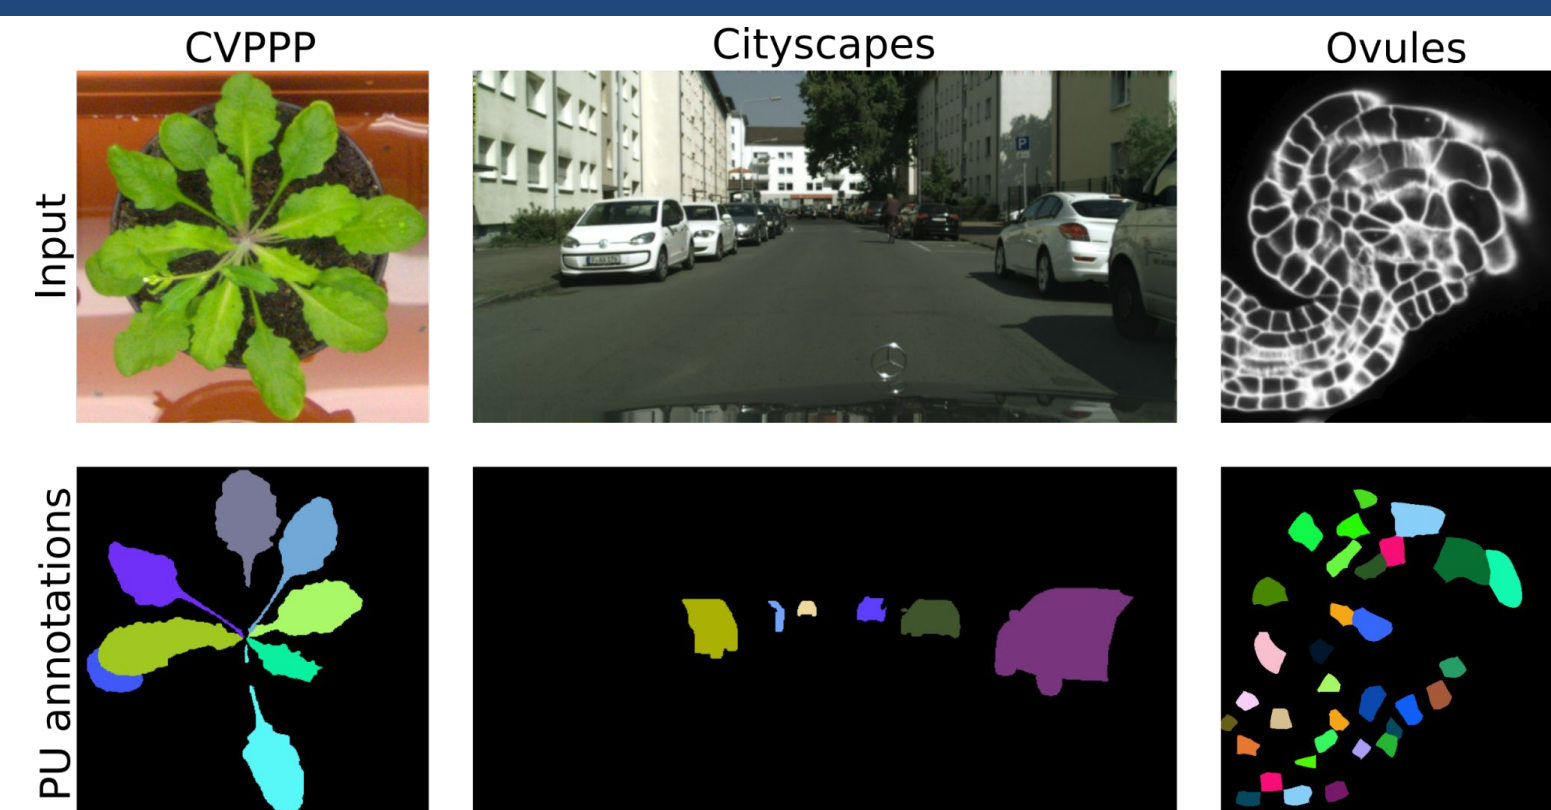 CVPPP
Cityscapes
Ovules
Input
P
PU annotations